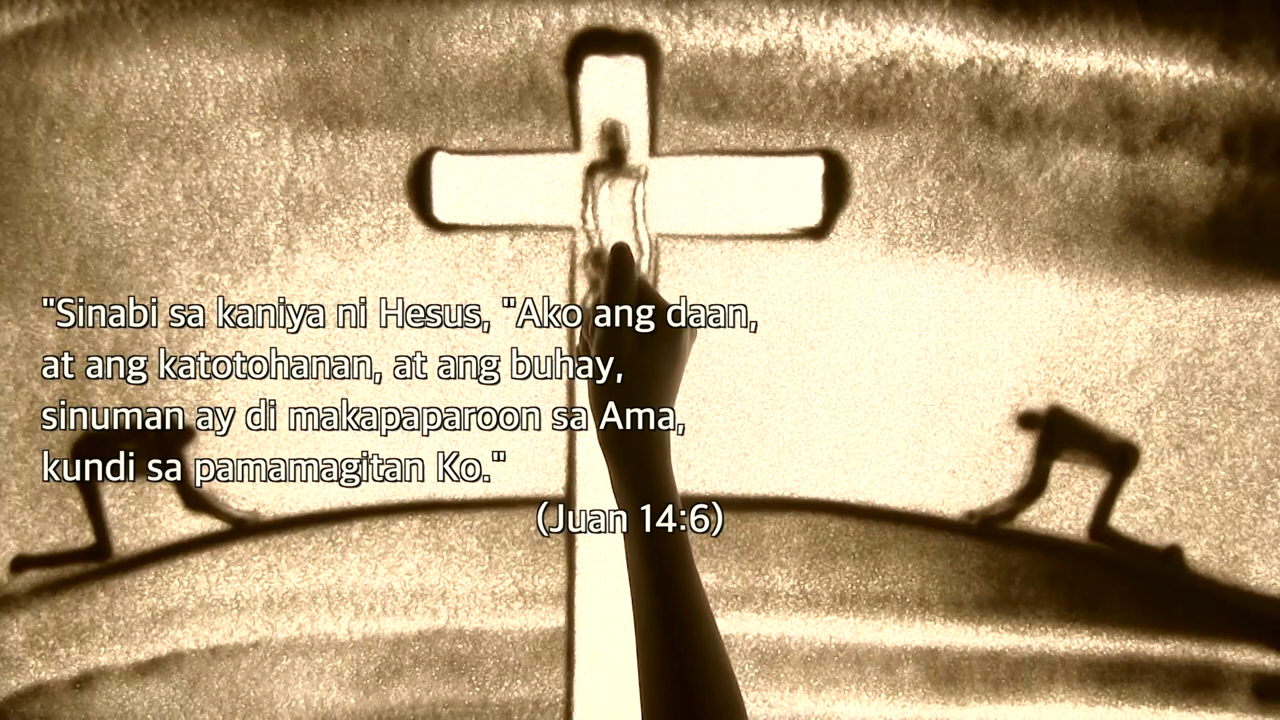 "Sinabi sa kaniya ni Hesus, "Ako ang daan,
at ang katotohanan, at ang buhay,
sinuman ay di makapaparoon sa Ama,
kundi sa pamamagitan Ko."
(Juan 14:6)